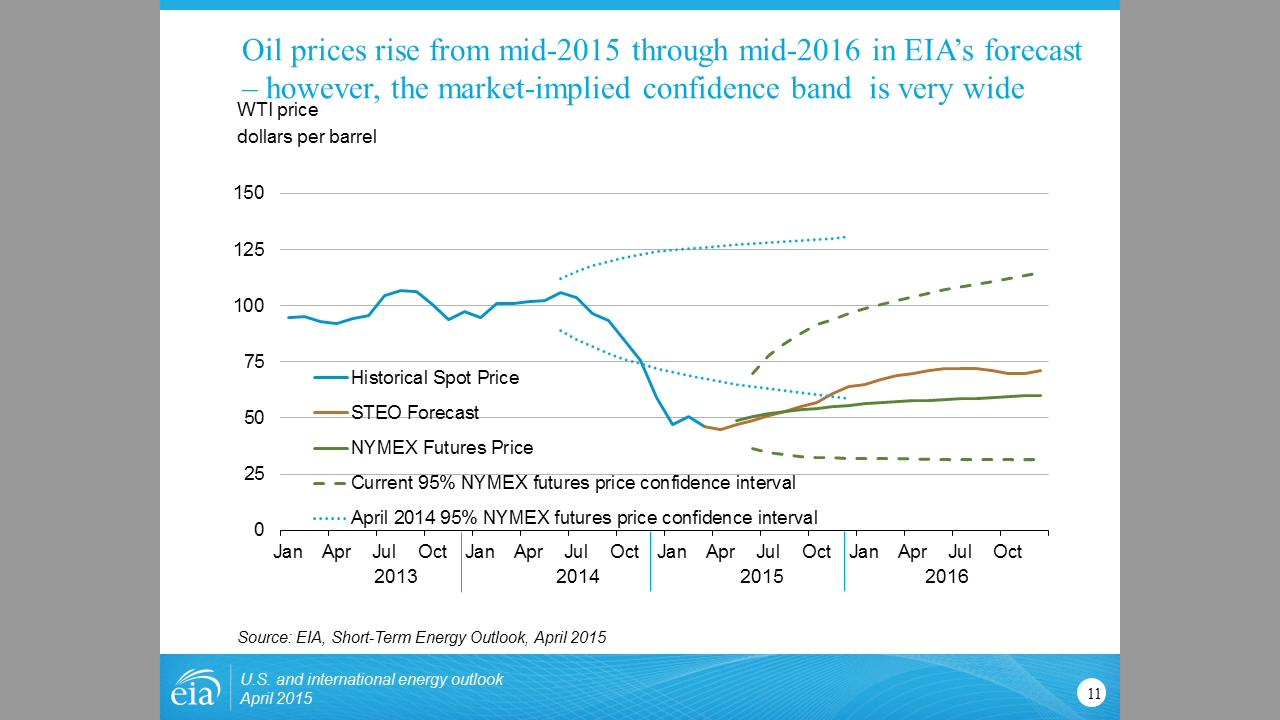 Oil prices rise from mid-2015 through mid-2016 in EIA’s forecast
– however, the market-implied confidence band is very wide
WTI price
dollars per barrel
150
125
100
75
50
25
0
Historical Spot Price
STEO Forecast
NYMEX Futures Price
Current 95% NYMEX futures price confidence interval
April 2014 95% NYMEX futures price confidence interval
Jan Apr Jul Oct Jan Apr Jul Oct Jan Apr Jul Oct Jan Apr Jul Oct
2013 2014 2015 2016
Source: EIA, Short-Term Energy Outlook, April 2015
eia
U.S. and international energy outlook
April 2015
11